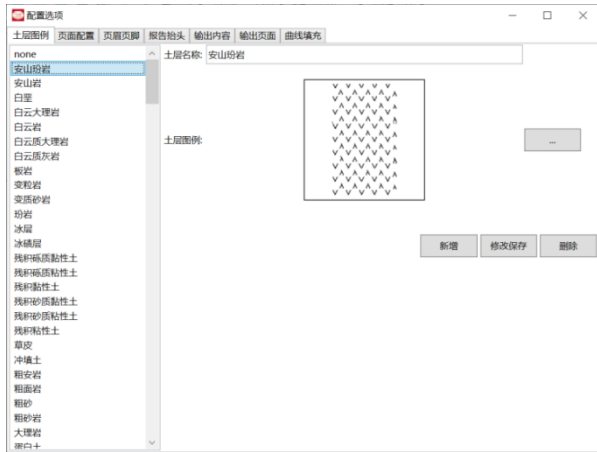 配置选项
土层图例 页面配置 页眉页脚 报告抬头 输出内容 输出页面 曲线填充
none
安山玢岩
安山岩
白垩
白云大理岩
白云岩
白云质大理岩
白云质灰岩
板岩
变粒岩
变质砂岩
玢岩
冰层
冰碛层
残积砾质黏性土
残积砾质粘性土
残积黏性土
残积砂质黏性土
残积砂质粘性土
残积粘性土
草皮
冲填土
粗安岩
粗面岩
粗砂
粗砂岩
大理岩
土层名称: 安山玢岩
土层图例:
...
新增 修改保存 删除